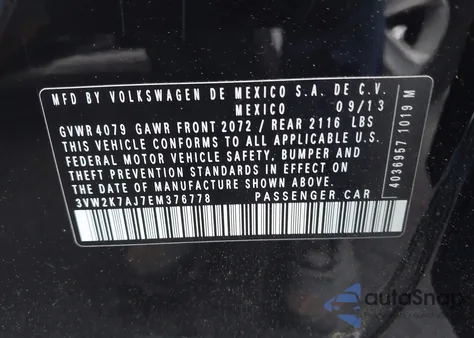 MFD BY VOLKSWAGEN DE MEXICO S.A. DE C.V.
MEXICO 09/13
GVWR 4079 GAWR FRONT 2072 / REAR 2116 LBS
THIS VEHICLE CONFORMS TO ALL APPLICABLE U.S.
FEDERAL MOTOR VEHICLE SAFETY, BUMPER AND
THEFT PREVENTION STANDARDS IN EFFECT ON
THE DATE OF MANUFACTURE SHOWN ABOVE.
3VW2K7AJ7EM376778 PASSENGER CAR
4036957 1019 M
autoSnap